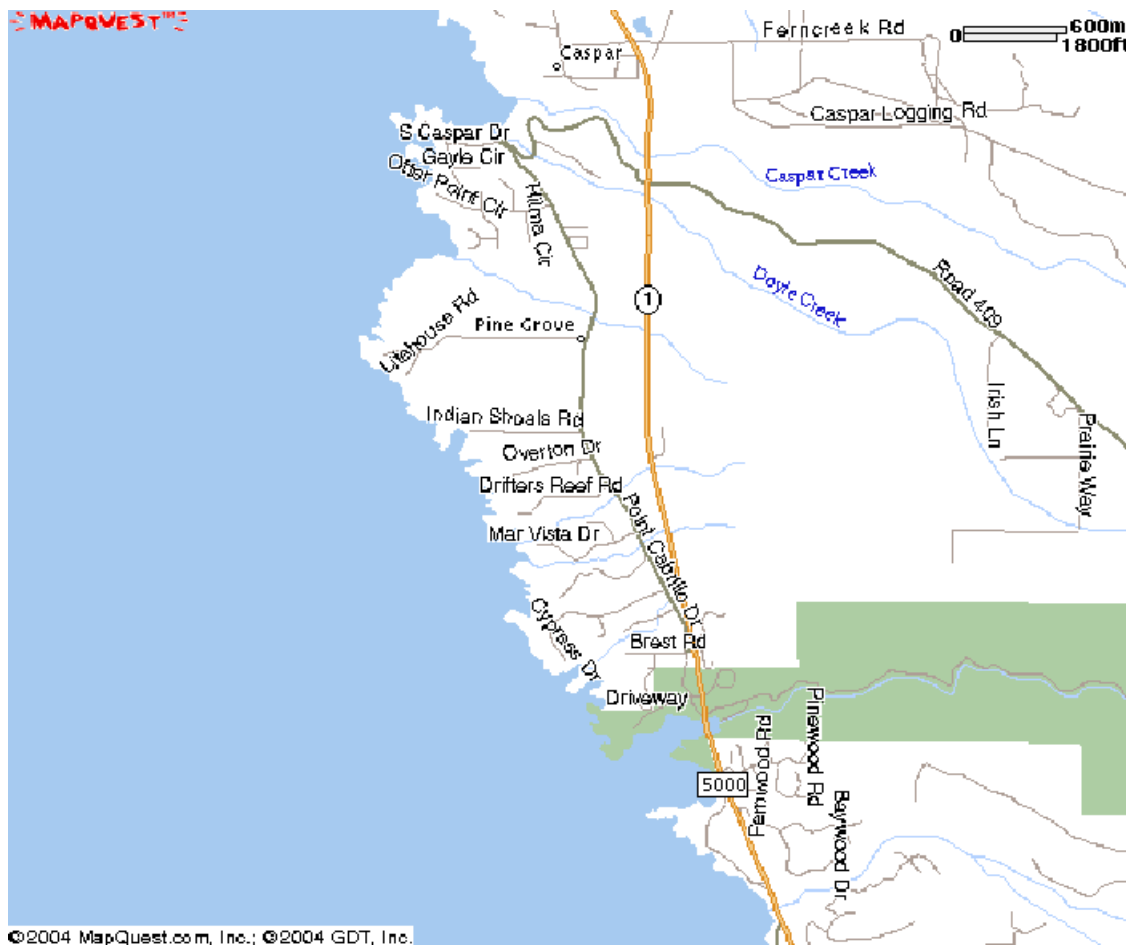 MAPQUEST™
Ferncreek Rd
0 600m
1800ft
Caspar
Caspar Logging Rd
S Caspar Dr
Gayle Cir
Otter Point Cir
Hilma Cir
Caspar Creek
Doyle Creek
Road 409
1
Litehouse Rd
Pine Grove
Irish Ln
Prairie Way
Indian Shoals Rd
Overton Dr
Drifters Reef Rd
Point Cabrillo Dr
Mar Vista Dr
Cypress Dr
Brest Rd
Driveway
Pinewood Rd
Fernwood Rd
5000
Baywood Dr
©2004 MapQuest.com, Inc.; ©2004 GDT, Inc.